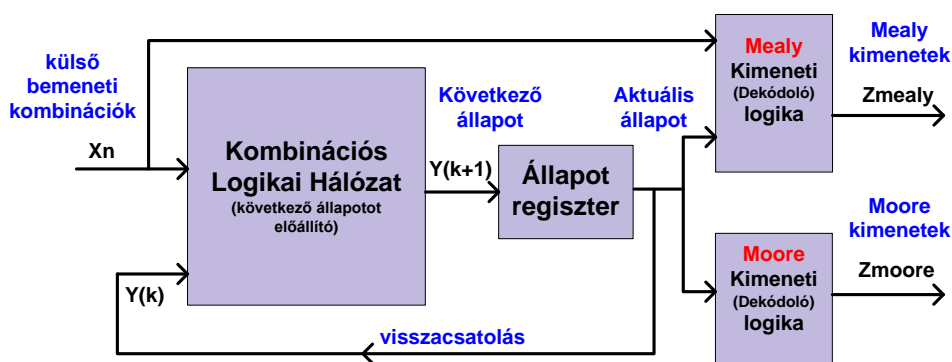 külső
bemeneti
kombinációk
Xn
Kombinációs
Logikai Hálózat
(következő állapotot
előállító)
Y(k)
Következő
állapot
Y(k+1)
Állapot
regiszter
Aktuális
állapot
visszacsatolás
Mealy
Kimeneti
(Dekódoló)
logika
Mealy
kimenetek
Zmealy
Moore
Kimeneti
(Dekódoló)
logika
Moore
kimenetek
Zmoore